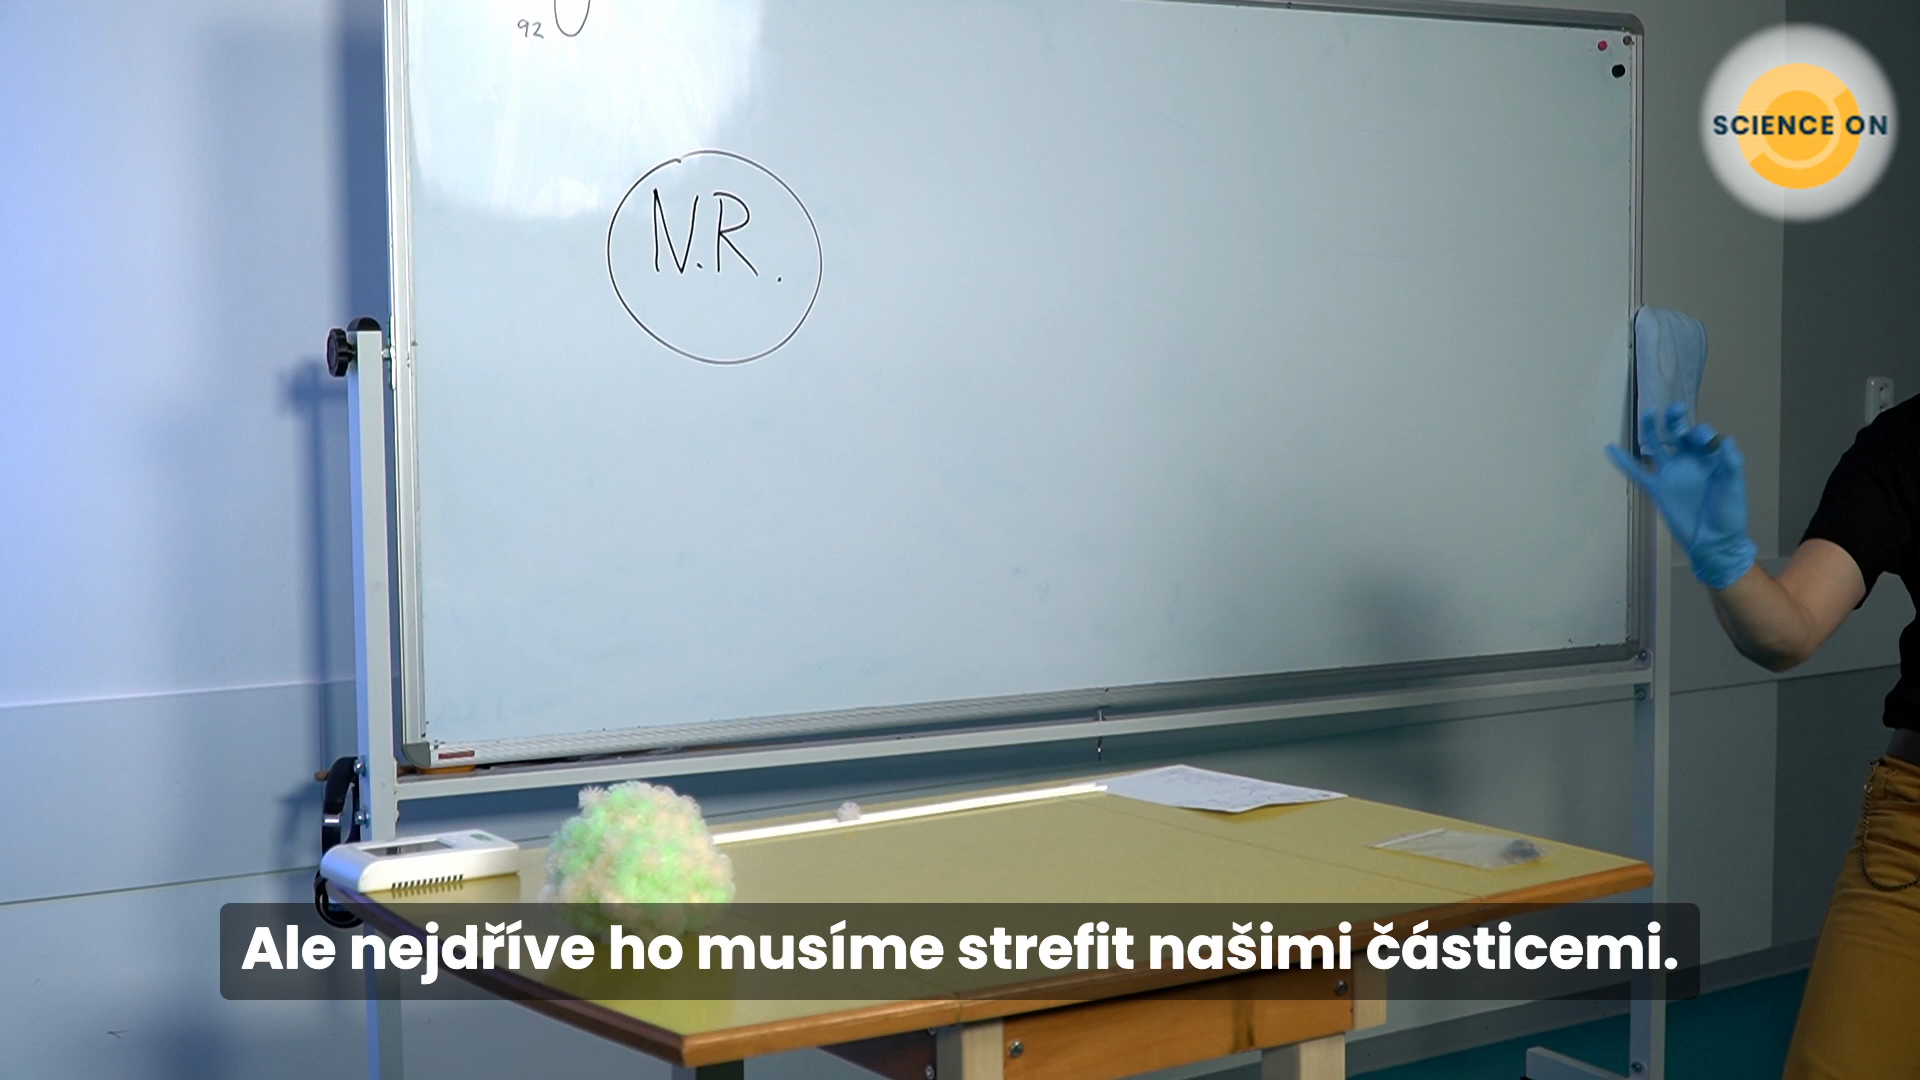 92 U
SCIENCE ON
N.R.
Ale nejdříve ho musíme strefit našimi částicemi.